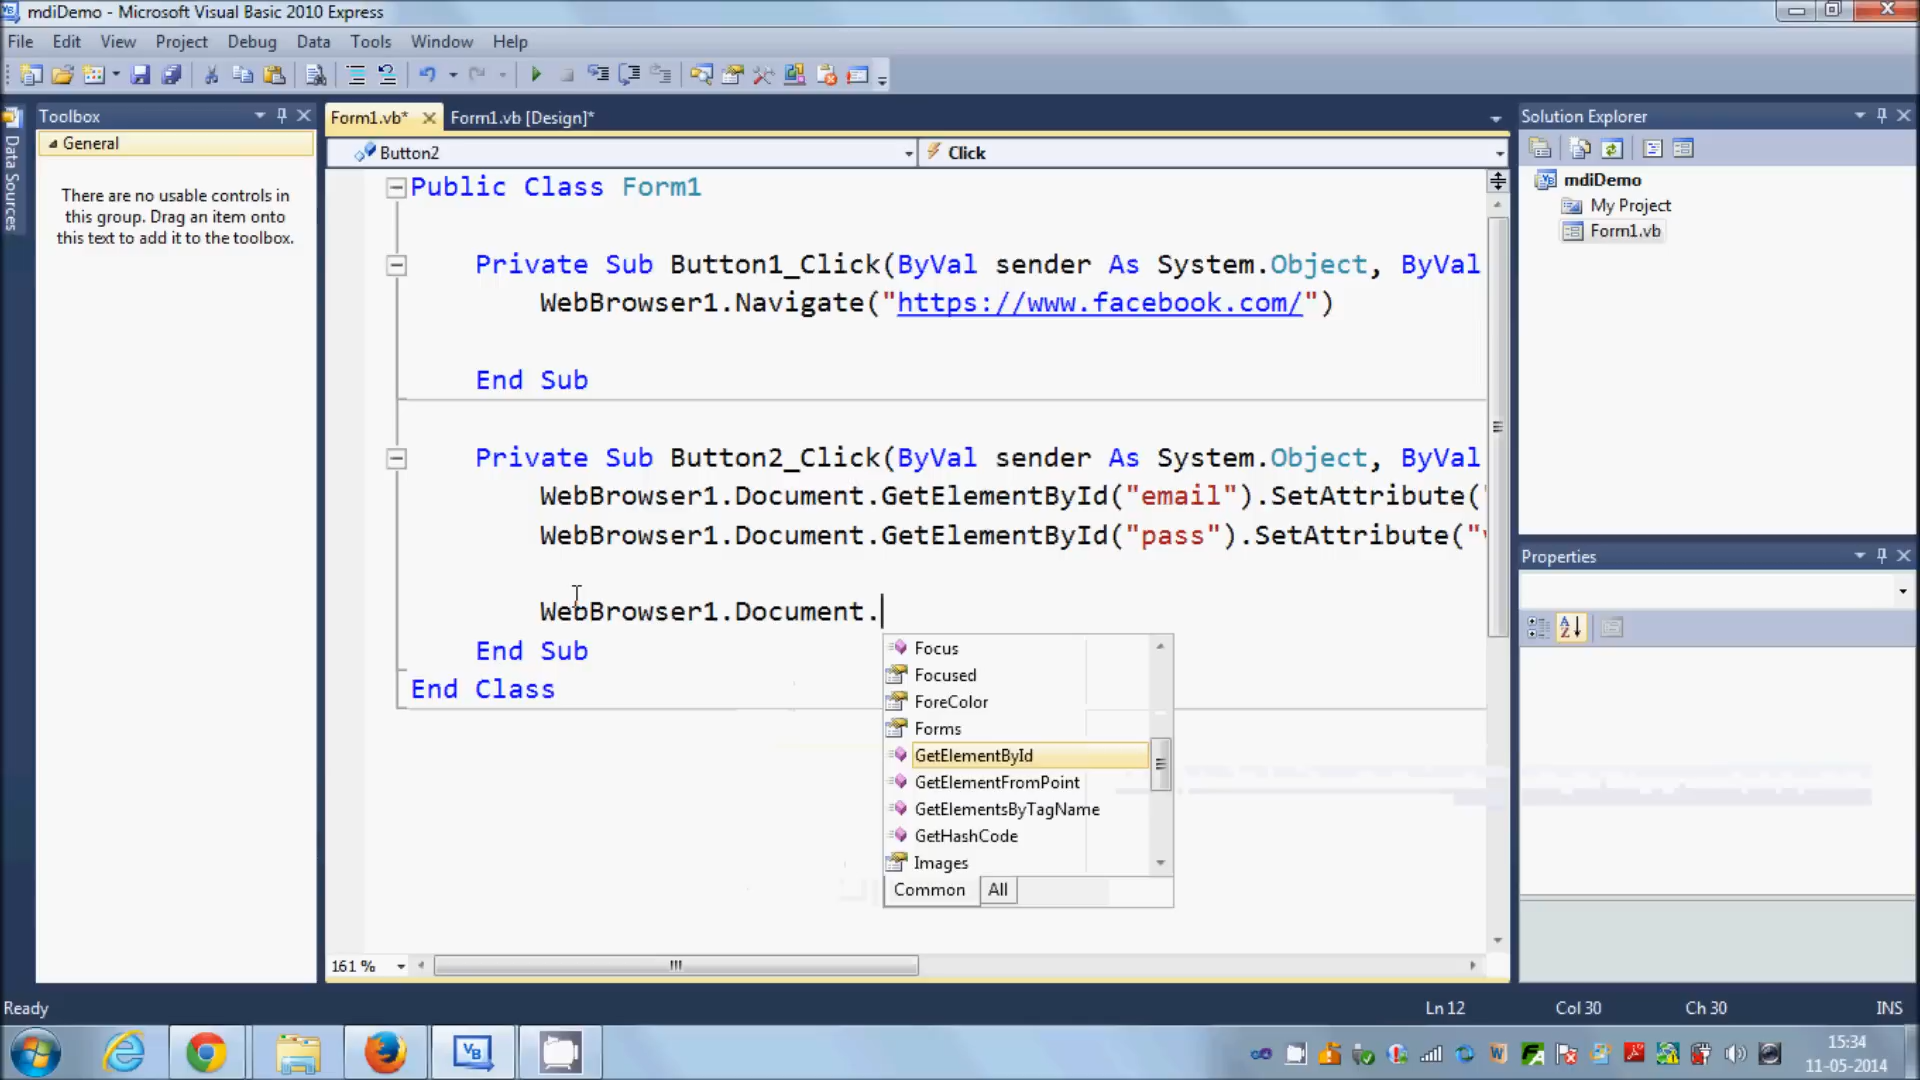 mdiDemo - Microsoft Visual Basic 2010 Express
File Edit View Project Debug Data Tools Window Help
Data Sources
Toolbox
General
There are no usable controls in
this group. Drag an item onto
this text to add it to the toolbox.
Form1.vb* Form1.vb [Design]*
Button2 Click
Public Class Form1
Private Sub Button1_Click(ByVal sender As System.Object, ByVal
WebBrowser1.Navigate("https://www.facebook.com/")
End Sub
Private Sub Button2_Click(ByVal sender As System.Object, ByVal
WebBrowser1.Document.GetElementById("email").SetAttribute("
WebBrowser1.Document.GetElementById("pass").SetAttribute("v
WebBrowser1.Document.
End Sub
End Class
Focus
Focused
ForeColor
Forms
GetElementById
GetElementFromPoint
GetElementsByTagName
GetHashCode
Images
Common All
161 %
Solution Explorer
mdiDemo
My Project
Form1.vb
Properties
Ready Ln 12 Col 30 Ch 30 INS
VB
15:34
11-05-2014